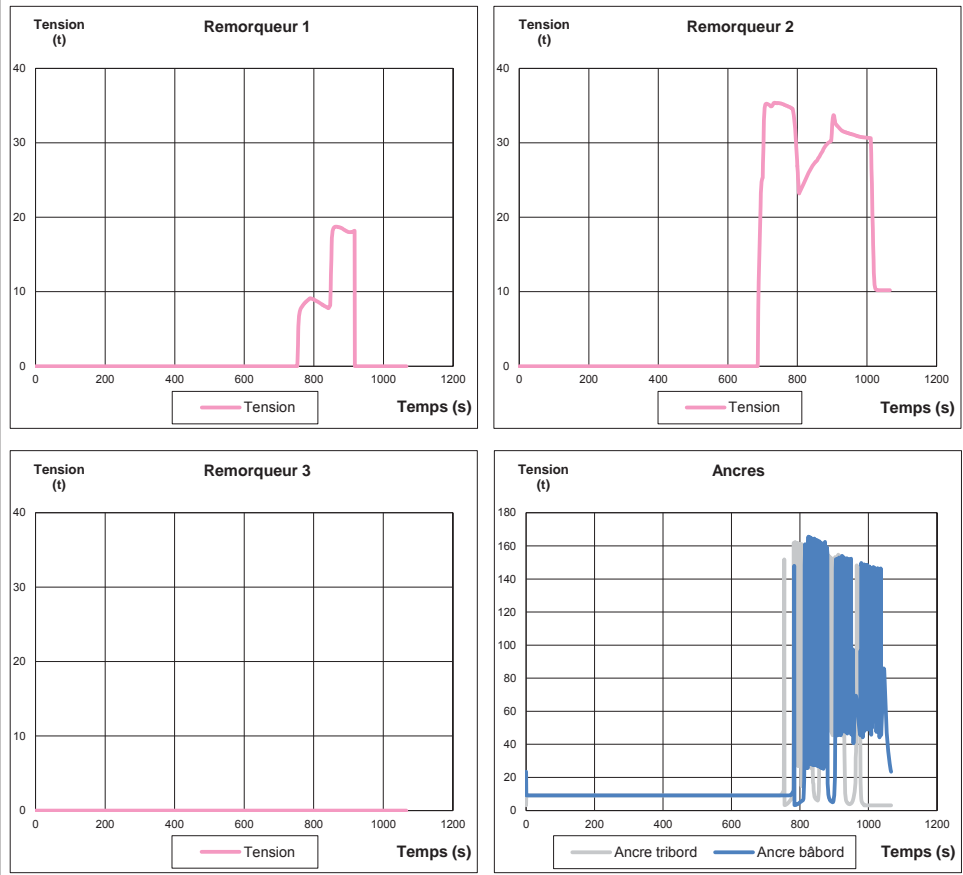 Tension
(t)
Remorqueur 1
40
30
20
10
0
0 200 400 600 800 1000 1200
Tension
Temps (s)
Tension
(t)
Remorqueur 2
40
30
20
10
0
0 200 400 600 800 1000 1200
Tension
Temps (s)
Tension
(t)
Remorqueur 3
40
30
20
10
0
0 200 400 600 800 1000 1200
Tension
Temps (s)
Tension
(t)
Ancres
180
160
140
120
100
80
60
40
20
0
0 200 400 600 800 1000 1200
Ancre tribord Ancre bâbord
Temps (s)